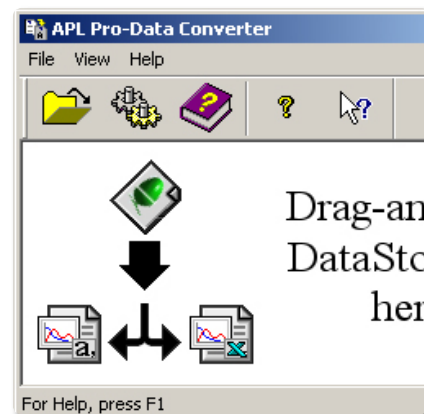 APL Pro-Data Converter
File View Help
Drag-an
DataSto
her
a,
For Help, press F1